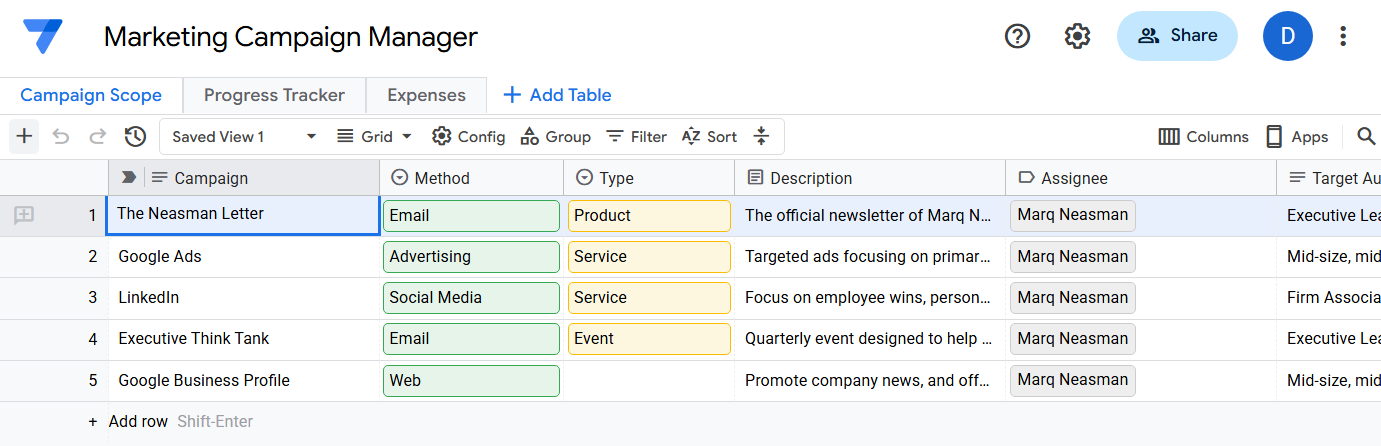 Marketing Campaign Manager
Share
D
Campaign Scope Progress Tracker Expenses + Add Table
Saved View 1 Grid Config Group Filter Sort Columns Apps
Campaign Method Type Description Assignee Target Au
1 The Neasman Letter Email Product The official newsletter of Marq N... Marq Neasman Executive Lea
2 Google Ads Advertising Service Targeted ads focusing on primar... Marq Neasman Mid-size, mid
3 LinkedIn Social Media Service Focus on employee wins, person... Marq Neasman Firm Associa
4 Executive Think Tank Email Event Quarterly event designed to help ... Marq Neasman Executive Lea
5 Google Business Profile Web Promote company news, and off... Marq Neasman Mid-size, mid
+ Add row Shift-Enter